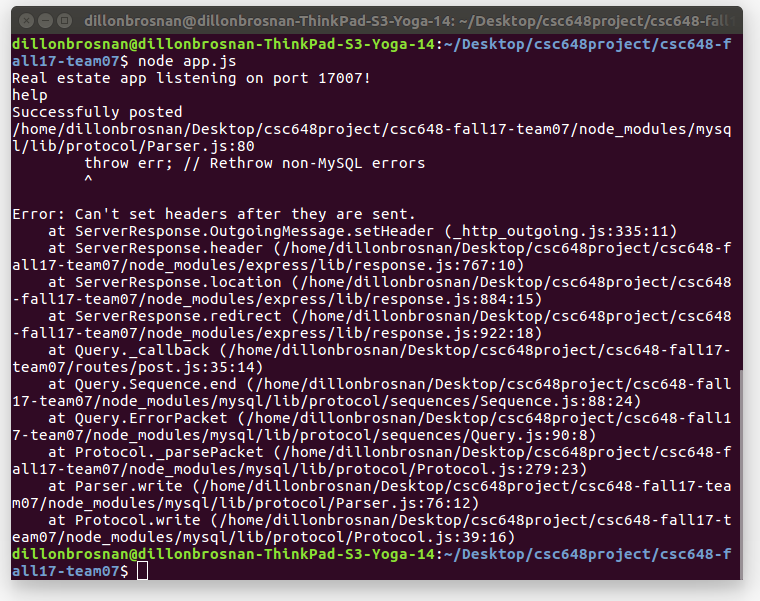 dillonbrosnan@dillonbrosnan-ThinkPad-S3-Yoga-14: ~/Desktop/csc648project/csc648-fall1
dillonbrosnan@dillonbrosnan-ThinkPad-S3-Yoga-14:~/Desktop/csc648project/csc648-f
all17-team07$ node app.js
Real estate app listening on port 17007!
help
Successfully posted
/home/dillonbrosnan/Desktop/csc648project/csc648-fall17-team07/node_modules/mysq
l/lib/protocol/Parser.js:80
        throw err; // Rethrow non-MySQL errors
        ^

Error: Can't set headers after they are sent.
    at ServerResponse.OutgoingMessage.setHeader (_http_outgoing.js:335:11)
    at ServerResponse.header (/home/dillonbrosnan/Desktop/csc648project/csc648-f
all17-team07/node_modules/express/lib/response.js:767:10)
    at ServerResponse.location (/home/dillonbrosnan/Desktop/csc648project/csc648
-fall17-team07/node_modules/express/lib/response.js:884:15)
    at ServerResponse.redirect (/home/dillonbrosnan/Desktop/csc648project/csc648
-fall17-team07/node_modules/express/lib/response.js:922:18)
    at Query._callback (/home/dillonbrosnan/Desktop/csc648project/csc648-fall17-
team07/routes/post.js:35:14)
    at Query.Sequence.end (/home/dillonbrosnan/Desktop/csc648project/csc648-fall
17-team07/node_modules/mysql/lib/protocol/sequences/Sequence.js:88:24)
    at Query.ErrorPacket (/home/dillonbrosnan/Desktop/csc648project/csc648-fall1
7-team07/node_modules/mysql/lib/protocol/sequences/Query.js:90:8)
    at Protocol._parsePacket (/home/dillonbrosnan/Desktop/csc648project/csc648-f
all17-team07/node_modules/mysql/lib/protocol/Protocol.js:279:23)
    at Parser.write (/home/dillonbrosnan/Desktop/csc648project/csc648-fall17-tea
m07/node_modules/mysql/lib/protocol/Parser.js:76:12)
    at Protocol.write (/home/dillonbrosnan/Desktop/csc648project/csc648-fall17-t
eam07/node_modules/mysql/lib/protocol/Protocol.js:39:16)
dillonbrosnan@dillonbrosnan-ThinkPad-S3-Yoga-14:~/Desktop/csc648project/csc648-f
all17-team07$